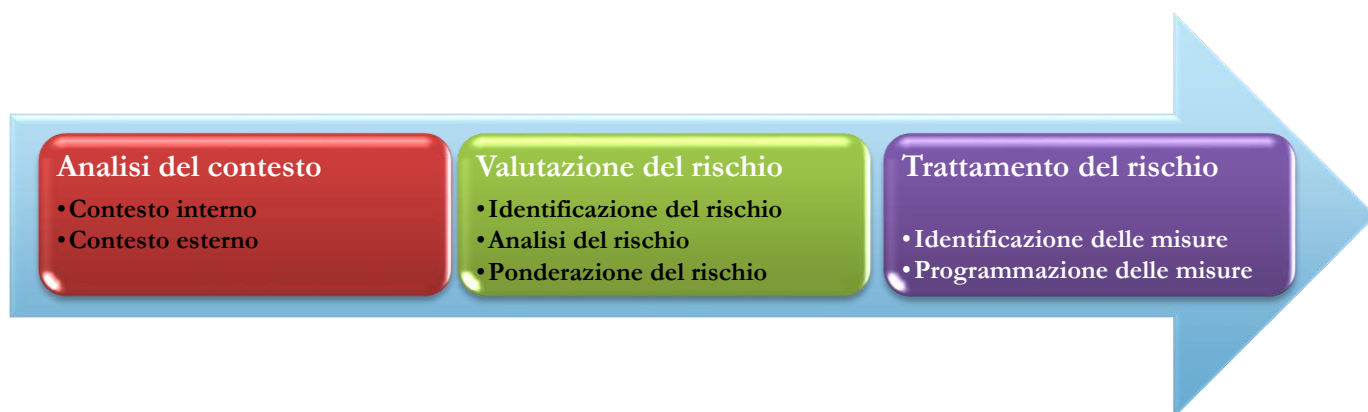 Analisi del contesto
•Contesto interno
•Contesto esterno
Valutazione del rischio
•Identificazione del rischio
•Analisi del rischio
•Ponderazione del rischio
Trattamento del rischio
•Identificazione delle misure
•Programmazione delle misure